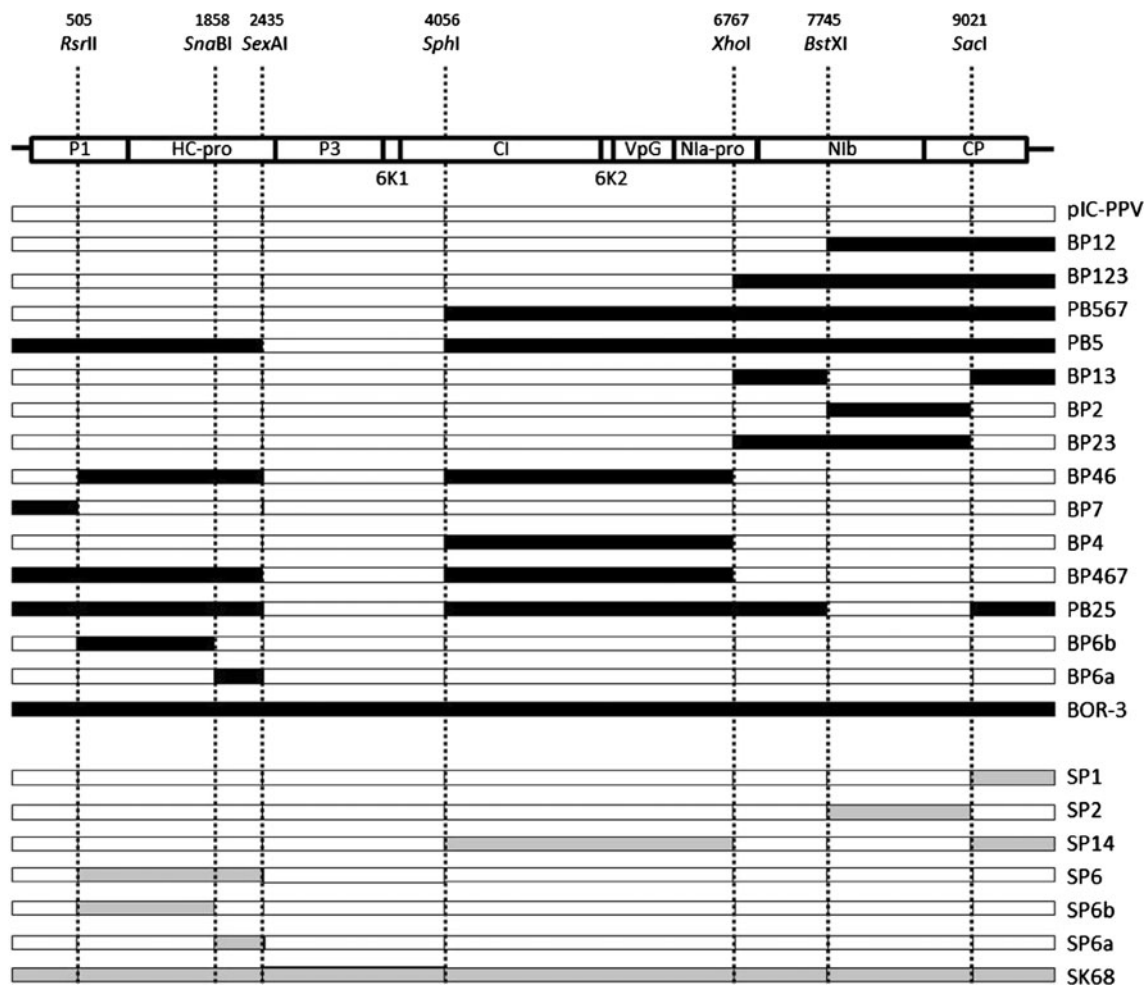 505 1858 2435 4056 6767 7745 9021
RsrII SnaBI SexAI SphI XhoI BstXI SacI
P1 HC-pro P3 CI VpG NIa-pro NIb CP
6K1 6K2
pIC-PPV
BP12
BP123
PB567
PB5
BP13
BP2
BP23
BP46
BP7
BP4
BP467
PB25
BP6b
BP6a
BOR-3
SP1
SP2
SP14
SP6
SP6b
SP6a
SK68